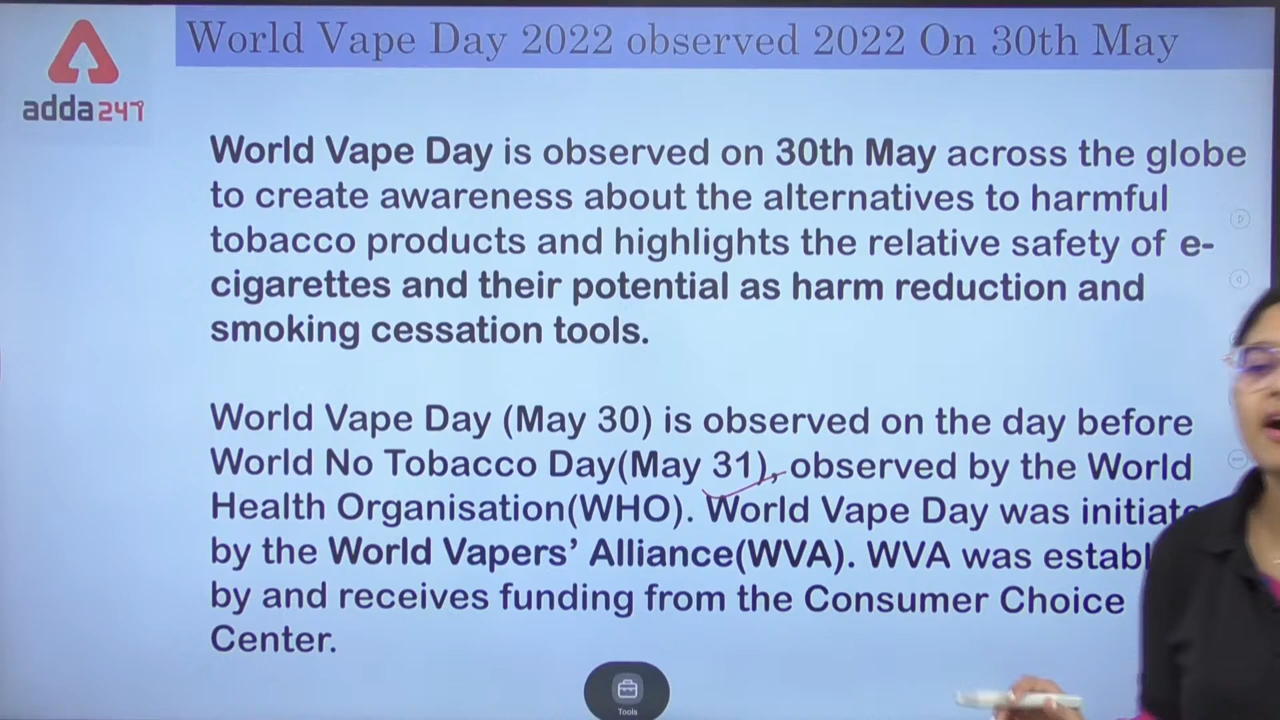 World Vape Day 2022 observed 2022 On 30th May
adda247
World Vape Day is observed on 30th May across the globe
to create awareness about the alternatives to harmful
tobacco products and highlights the relative safety of e-
cigarettes and their potential as harm reduction and
smoking cessation tools.
World Vape Day (May 30) is observed on the day before
World No Tobacco Day(May 31), observed by the World
Health Organisation(WHO). World Vape Day was
by the World Vapers’ Alliance(WVA). WVA was
by and receives funding from the Consumer Choice
Center.
Tools